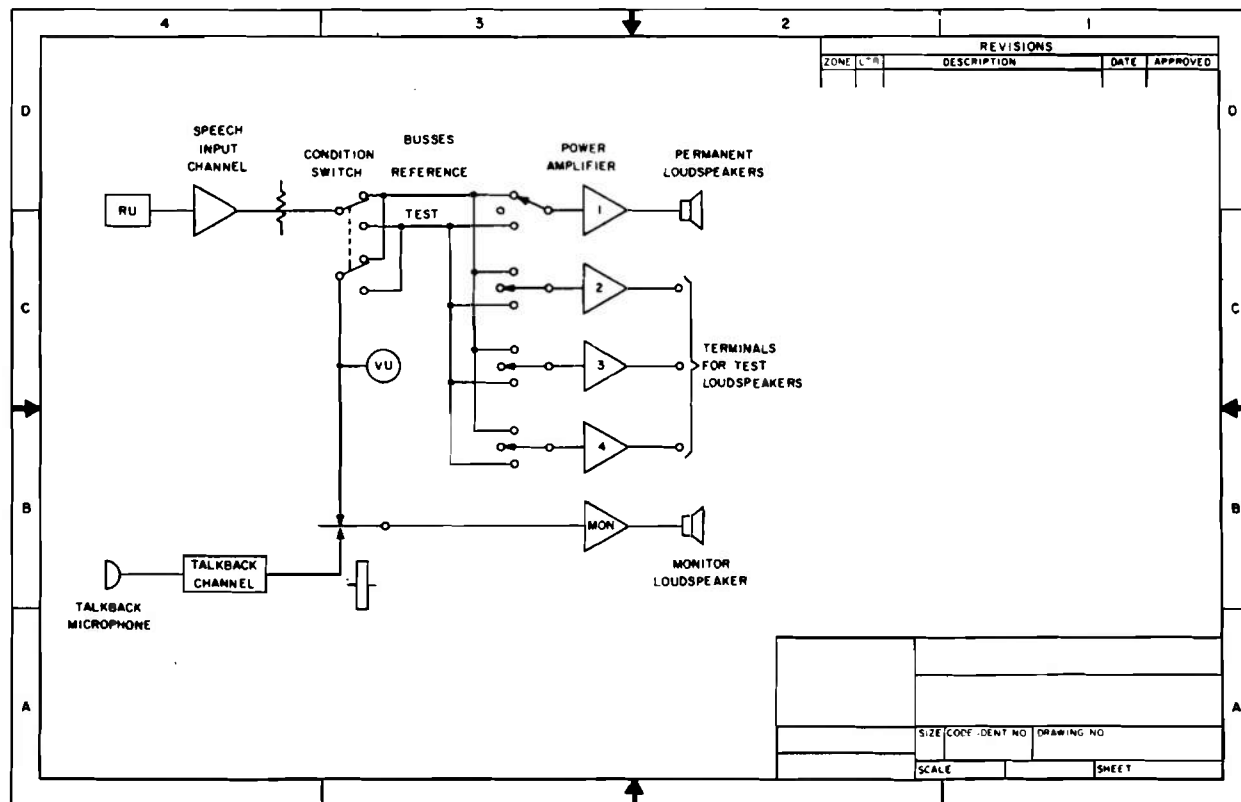 4 3 2 1
REVISIONS
ZONE LTR DESCRIPTION DATE APPROVED
D D
SPEECH
INPUT
CHANNEL
CONDITION
SWITCH
BUSSES
REFERENCE
TEST
POWER
AMPLIFIER
PERMANENT
LOUDSPEAKERS
RU
1
C C
2
VU
3
TERMINALS
FOR TEST
LOUDSPEAKERS
4
B B
MON
MONITOR
LOUDSPEAKER
TALKBACK
CHANNEL
TALKBACK
MICROPHONE
A A
SIZE CODE IDENT NO DRAWING NO
SCALE SHEET